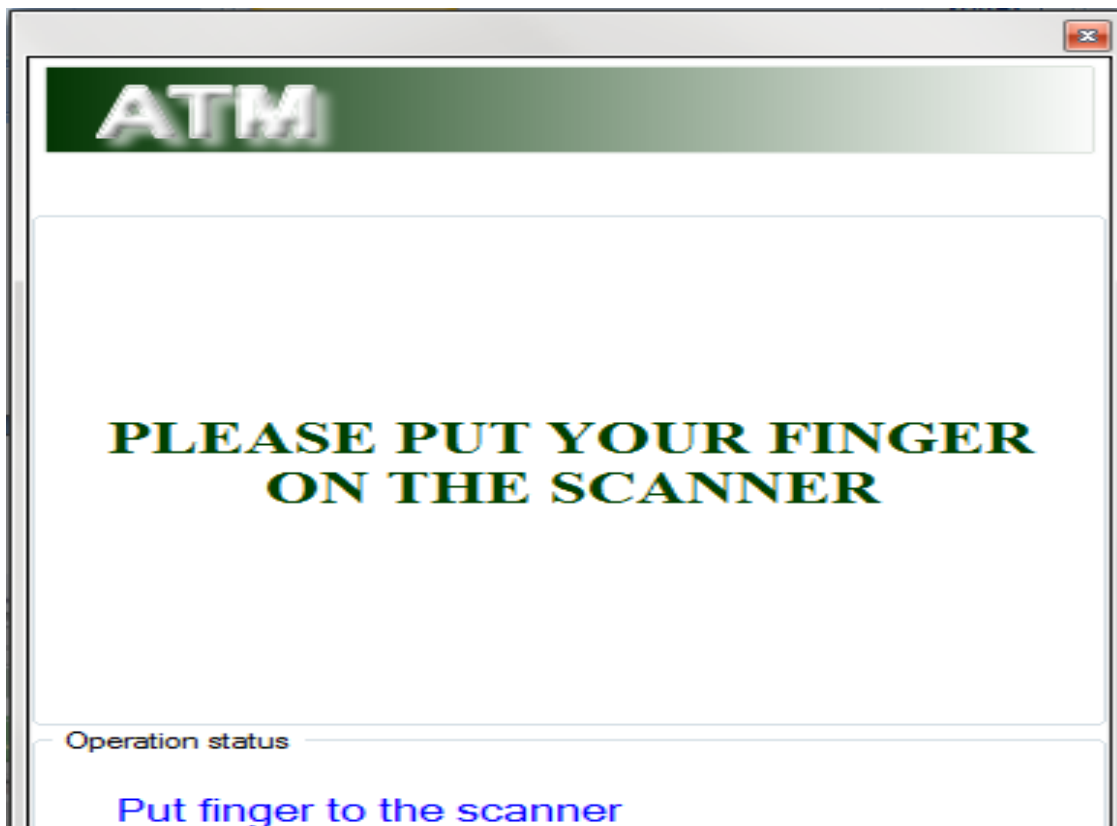 ATM
PLEASE PUT YOUR FINGER
ON THE SCANNER
Operation status
Put finger to the scanner